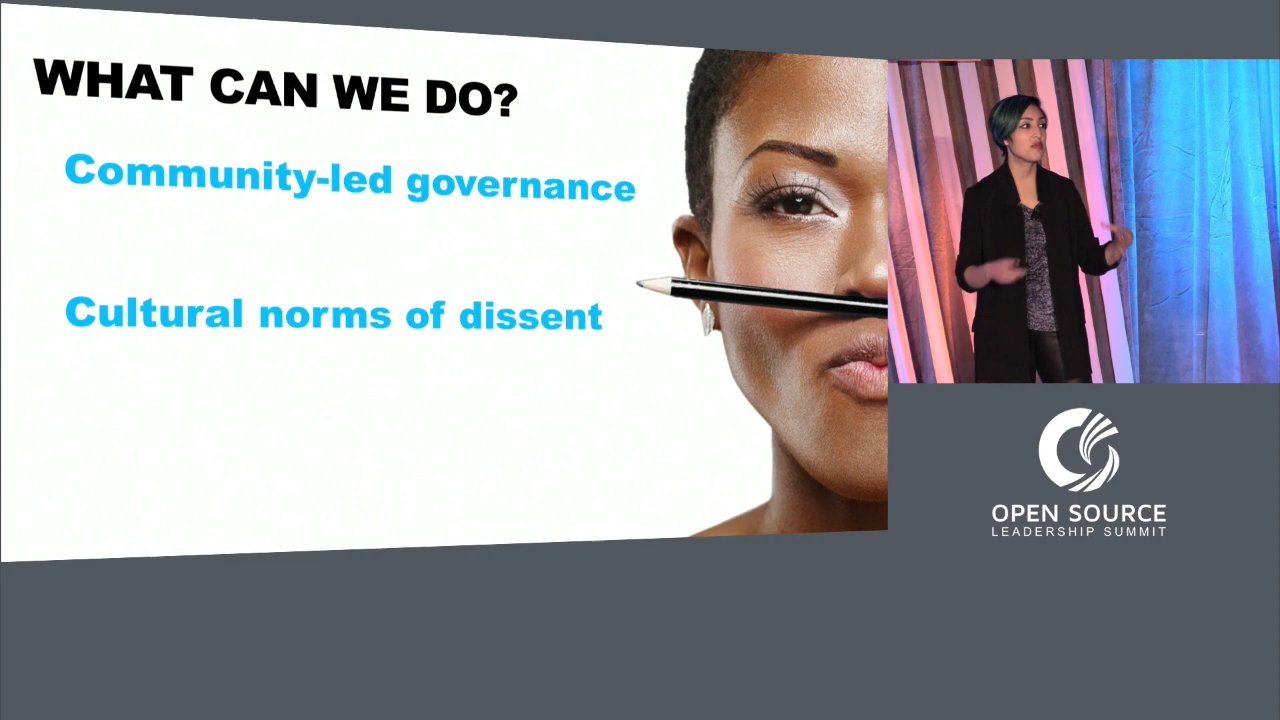 WHAT CAN WE DO?
Community-led governance
Cultural norms of dissent
OPEN SOURCE
LEADERSHIP SUMMIT